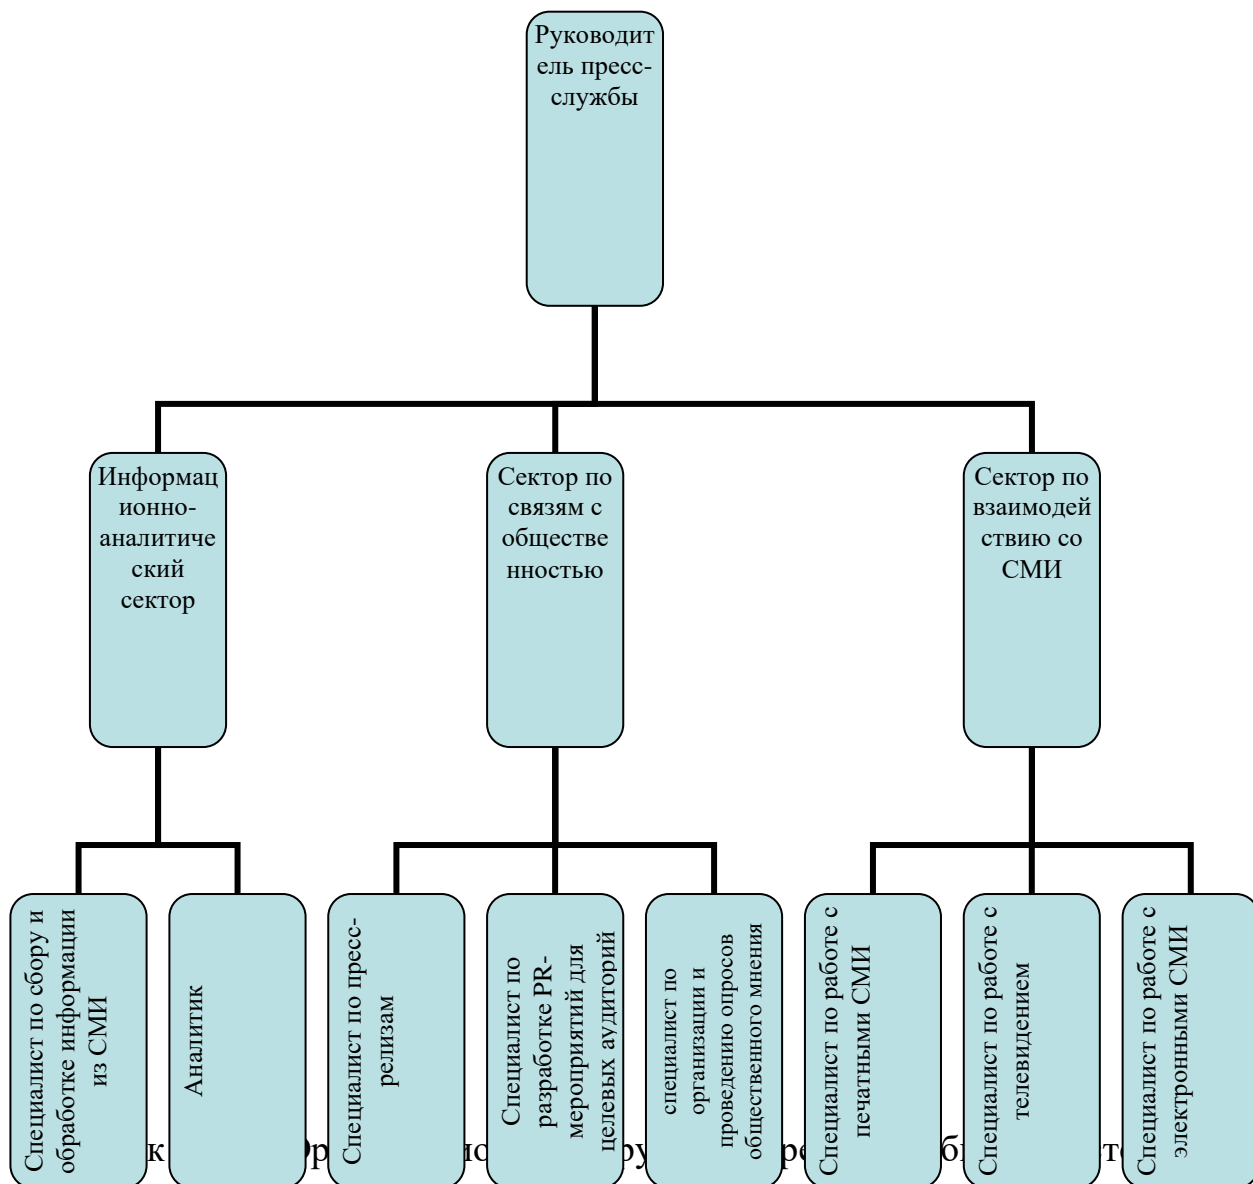 Руководит
ель пресс-
службы
Информац
ионно-
аналитиче
ский
сектор
Сектор по
связям с
обществе
нностью
Сектор по
взаимодей
ствию со
СМИ
Специалист по сбору и
обработке информации
из СМИ
Аналитик
Специалист по пресс-
релизам
Специалист по
разработке PR-
мероприятий для
целевых аудиторий
специалист по
организации и
проведению опросов
общественного мнения
Специалист по работе с
печатными СМИ
Специалист по работе с
телевидением
Специалист по работе с
электронными СМИ